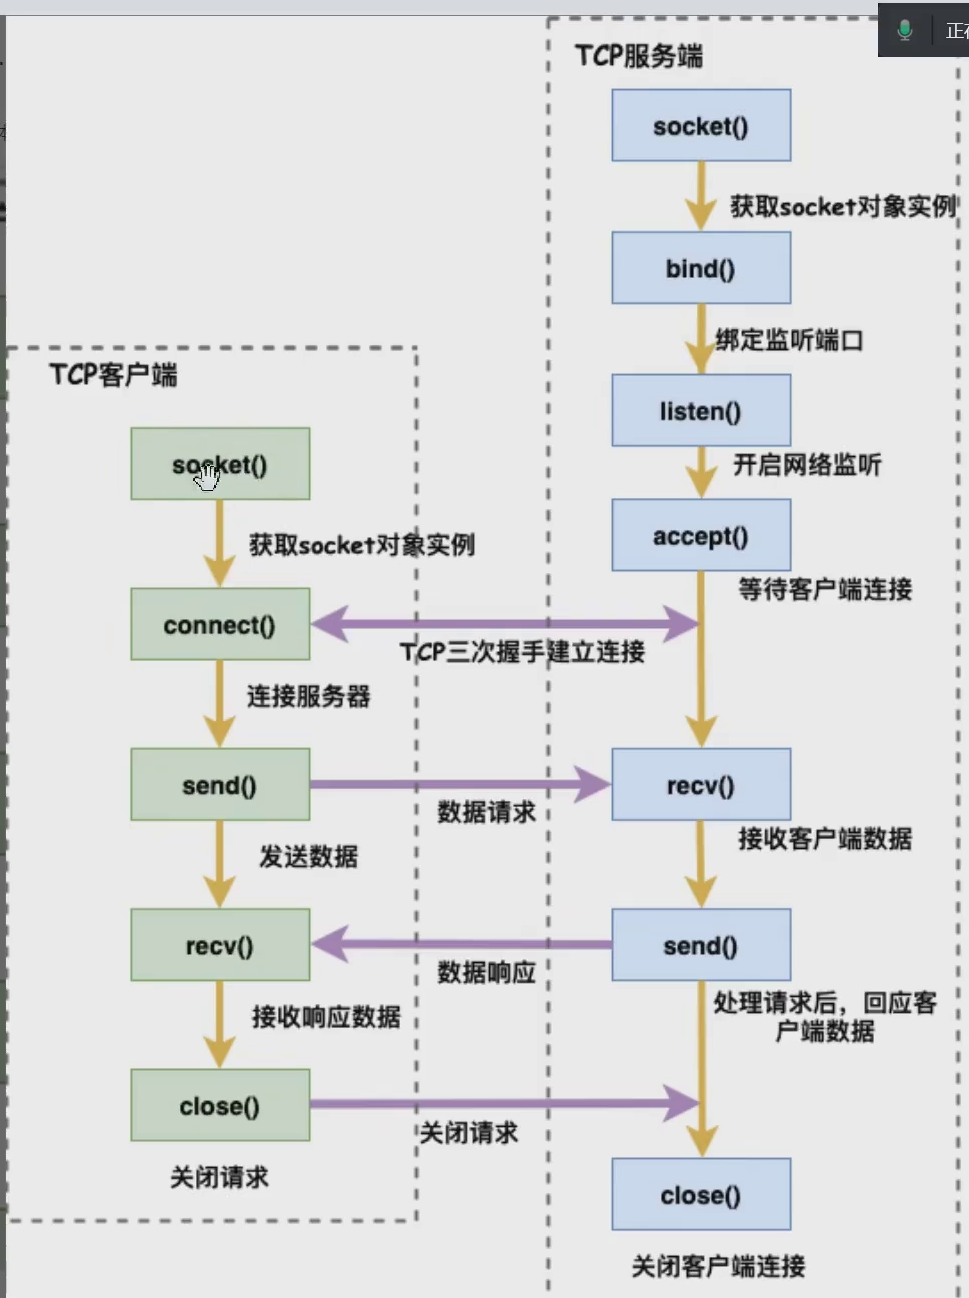 正在
TCP服务端
socket()
获取socket对象实例
bind()
绑定监听端口
listen()
开启网络监听
accept()
等待客户端连接
TCP客户端
socket()
获取socket对象实例
connect()
TCP三次握手建立连接
连接服务器
send()
数据请求
recv()
发送数据
接收客户端数据
recv()
数据响应
send()
接收响应数据
处理请求后，回应客
户端数据
close()
关闭请求
关闭请求
close()
关闭客户端连接